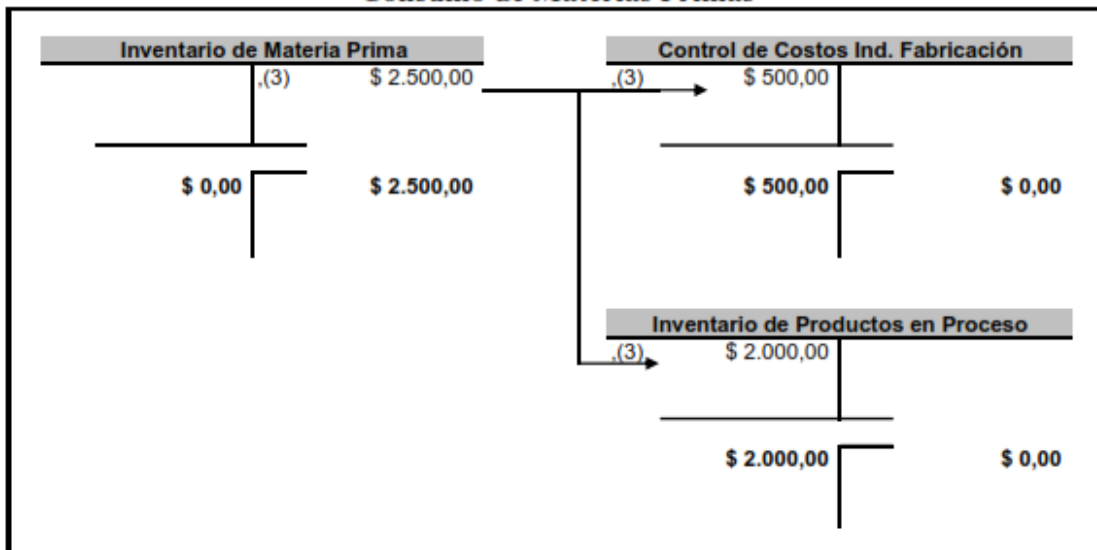 Inventario de Materia Prima
Control de Costos Ind. Fabricación
,(3) $ 2.500,00
,(3) $ 500,00
$ 0,00 $ 2.500,00
$ 500,00 $ 0,00
Inventario de Productos en Proceso
,(3) $ 2.000,00
$ 2.000,00 $ 0,00